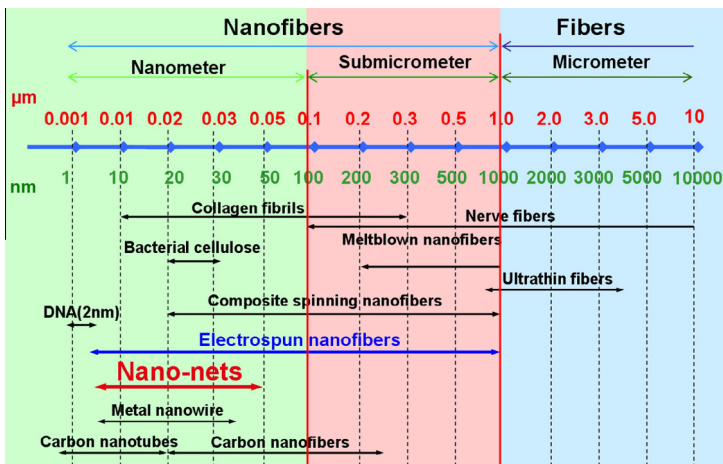 Nanofibers Fibers
Nanometer Submicrometer Micrometer
µm
0.001 0.01 0.02 0.03 0.05 0.1 0.2 0.3 0.5 1.0 2.0 3.0 5.0 10
nm 1 10 20 30 50 100 200 300 500 1000 2000 3000 5000 10000
Collagen fibrils Nerve fibers
Bacterial cellulose Meltblown nanofibers
Ultrathin fibers
DNA(2nm) Composite spinning nanofibers
Electrospun nanofibers
Nano-nets
Metal nanowire
Carbon nanotubes Carbon nanofibers